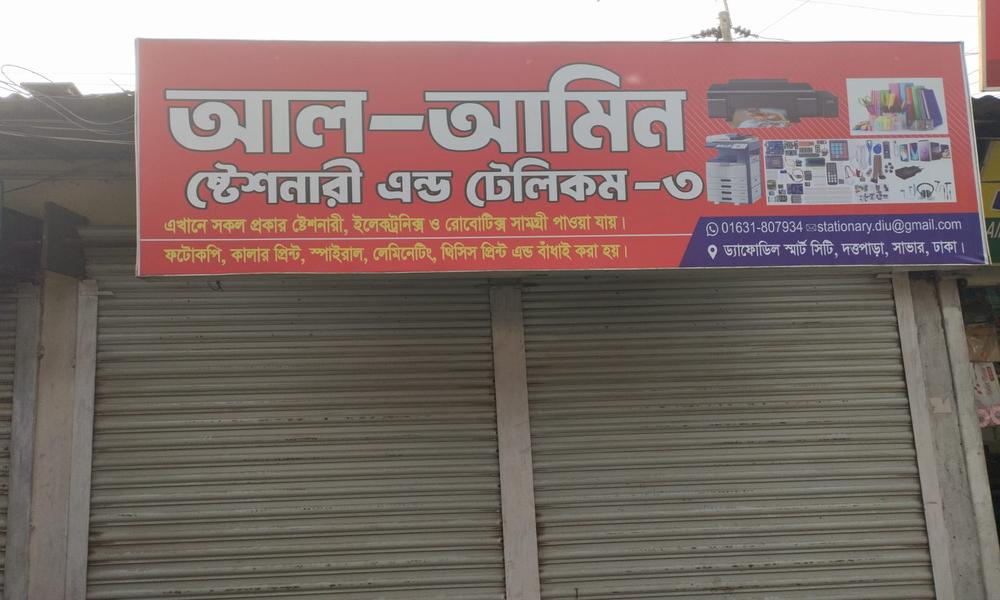 আল-আমিন
ষ্টেশনারী এন্ড টেলিকম-৩
এখানে সকল প্রকার ষ্টেশনারী, ইলেকট্রনিক্স ও রোবোটিক্স সামগ্রী পাওয়া যায়।
ফটোকপি, কালার প্রিন্ট, স্পাইরাল, লেমিনেটিং, থিসিস প্রিন্ট এন্ড বাঁধাই করা হয়।
01631-807934 stationary.diu@gmail.com
ড্যাফোডিল স্মার্ট সিটি, দত্তপাড়া, সাভার, ঢাকা।